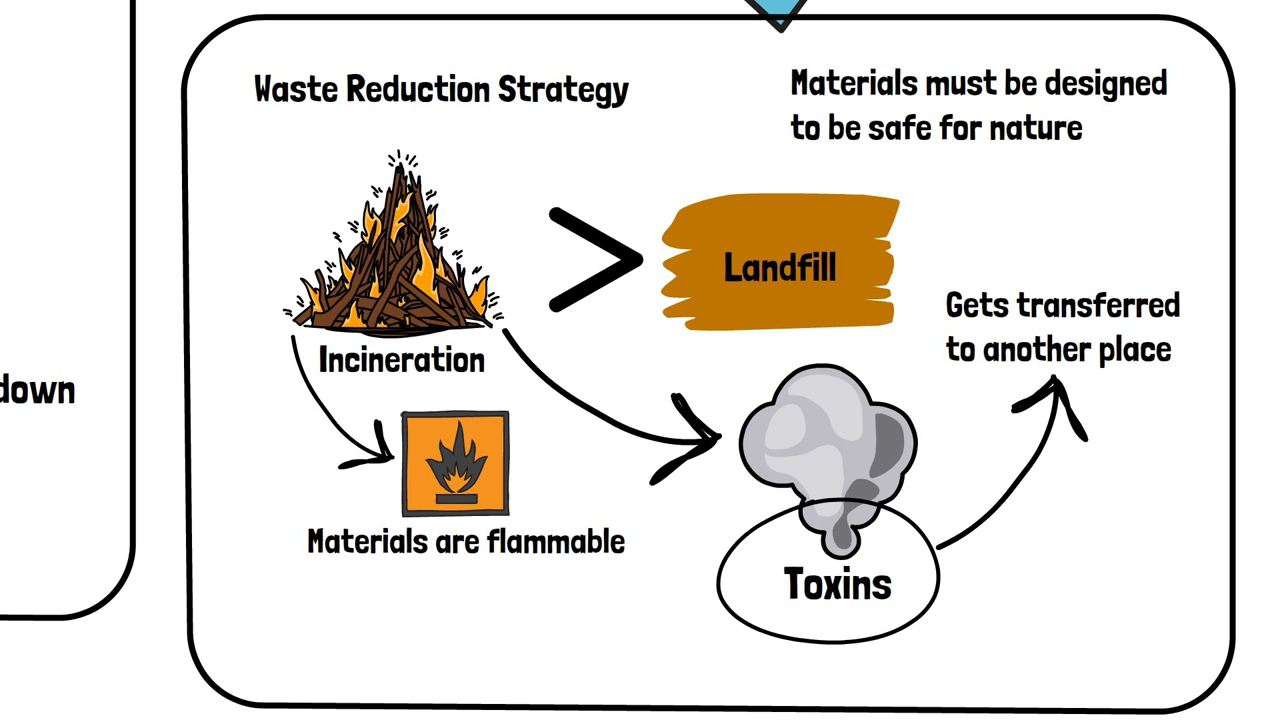 Waste Reduction Strategy
Materials must be designed
to be safe for nature
>
Landfill
Incineration
Gets transferred
to another place
down
Materials are flammable
Toxins